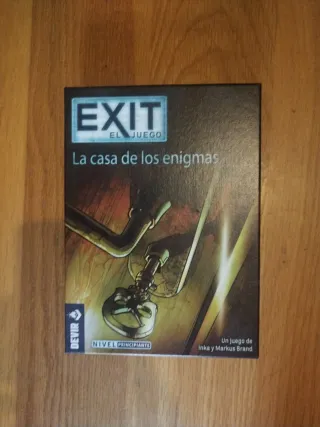 EXIT
EL JUEGO
La casa de los enigmas
DEVIR
NIVEL PRINCIPIANTE
Un juego de
Inka y Markus Brand